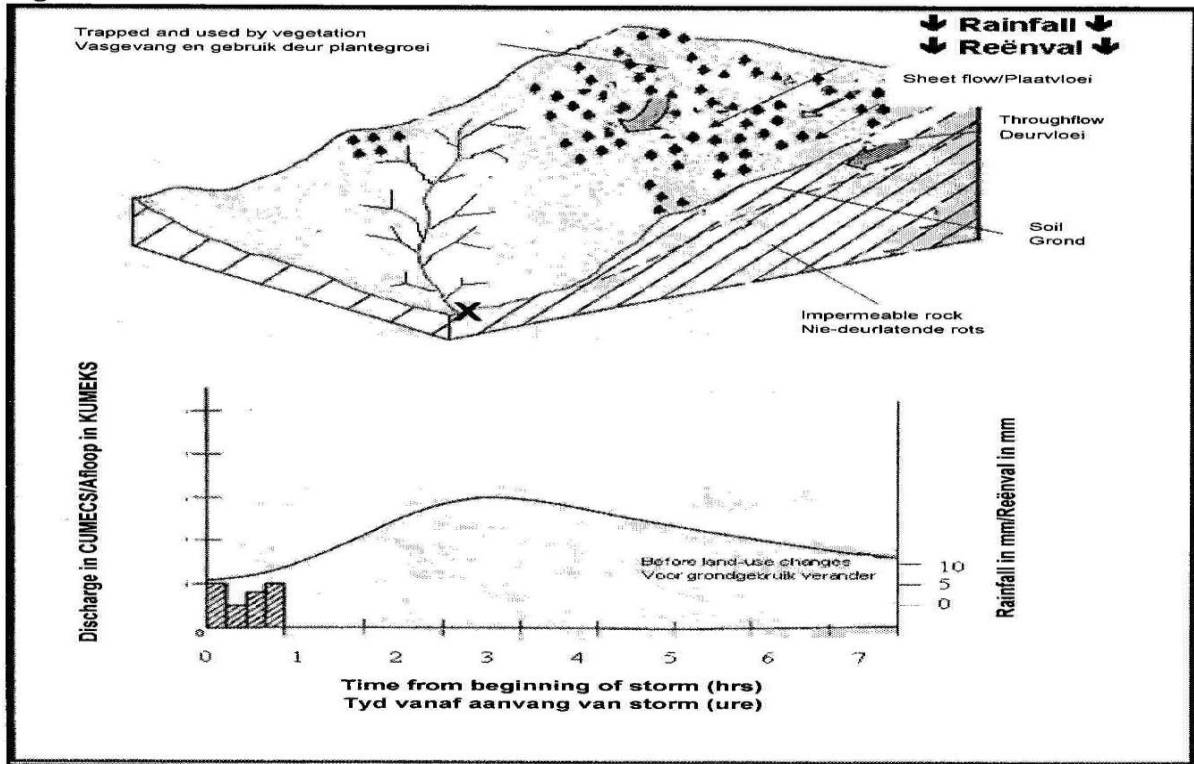 Trapped and used by vegetation
Vasgevang en gebruik deur plantegroei
↓ Rainfall ↓
↓ Reënval ↓
Sheet flow/Plaatvloei
Throughflow
Deurvloei
Soil
Grond
X
Impermeable rock
Nie-deurlatende rots
Discharge in CUMECS/Afloop in KUMEKS
Before land-use changes
Voor grondgebruik verander
10
5
0
Rainfall in mm/Reënval in mm
0
0 1 2 3 4 5 6 7
Time from beginning of storm (hrs)
Tyd vanaf aanvang van storm (ure)